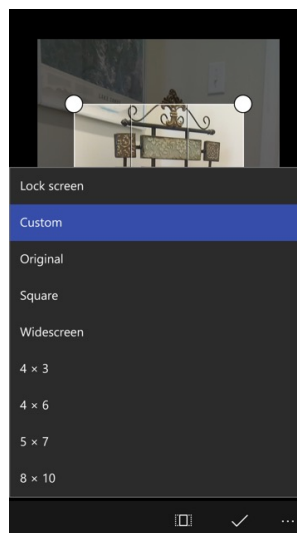 Lock screen
Custom
Original
Square
Widescreen
4 × 3
4 × 6
5 × 7
8 × 10